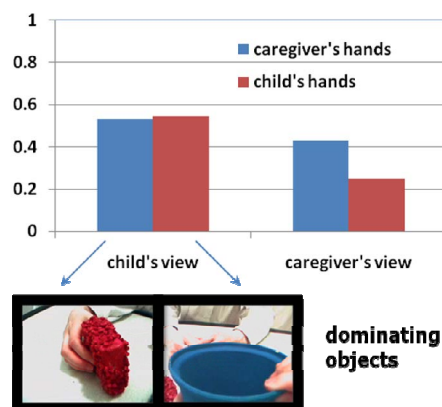 1
0.8
0.6
0.4
0.2
0
caregiver's hands
child's hands
child's view
caregiver's view
dominating
objects